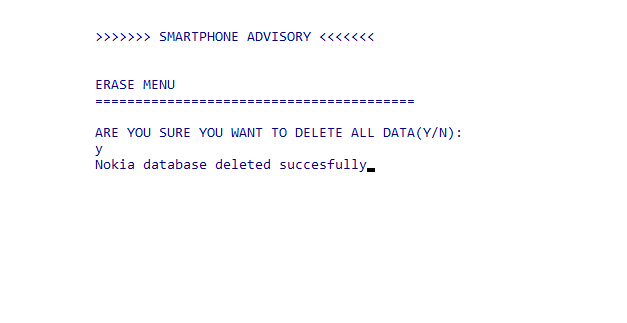 >>>>>>> SMARTPHONE ADVISORY <<<<<<<
ERASE MENU
========================================
ARE YOU SURE YOU WANT TO DELETE ALL DATA(Y/N):
y
Nokia database deleted succesfully